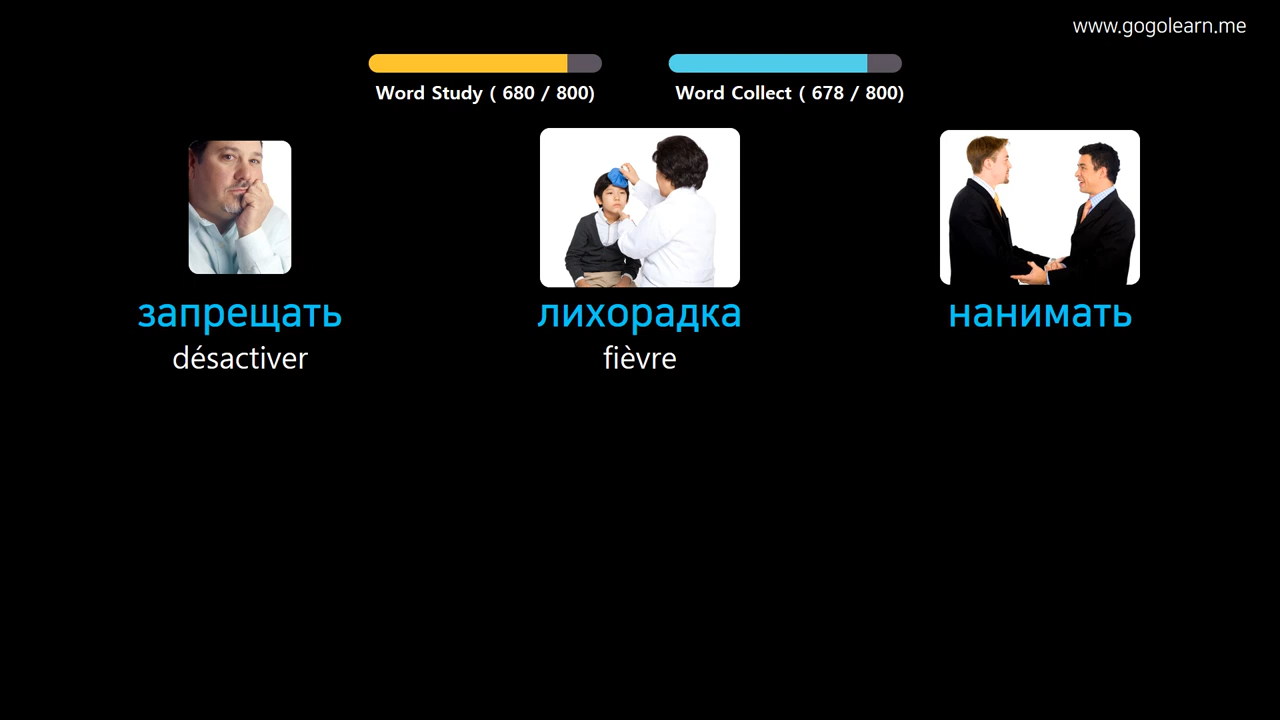 www.gogolearn.me
Word Study ( 680 / 800)
Word Collect ( 678 / 800)
запрещать
désactiver
лихорадка
fièvre
нанимать